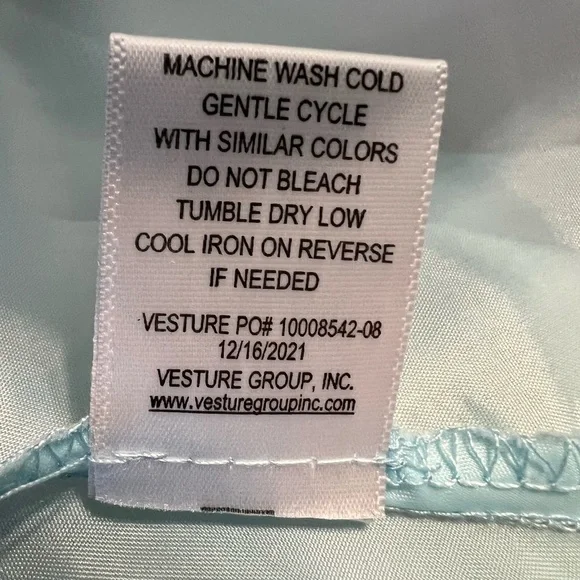 MACHINE WASH COLD
GENTLE CYCLE
WITH SIMILAR COLORS
DO NOT BLEACH
TUMBLE DRY LOW
COOL IRON ON REVERSE
IF NEEDED
VESTURE PO# 10008542-08
12/16/2021
VESTURE GROUP, INC.
www.vesturegroupinc.com